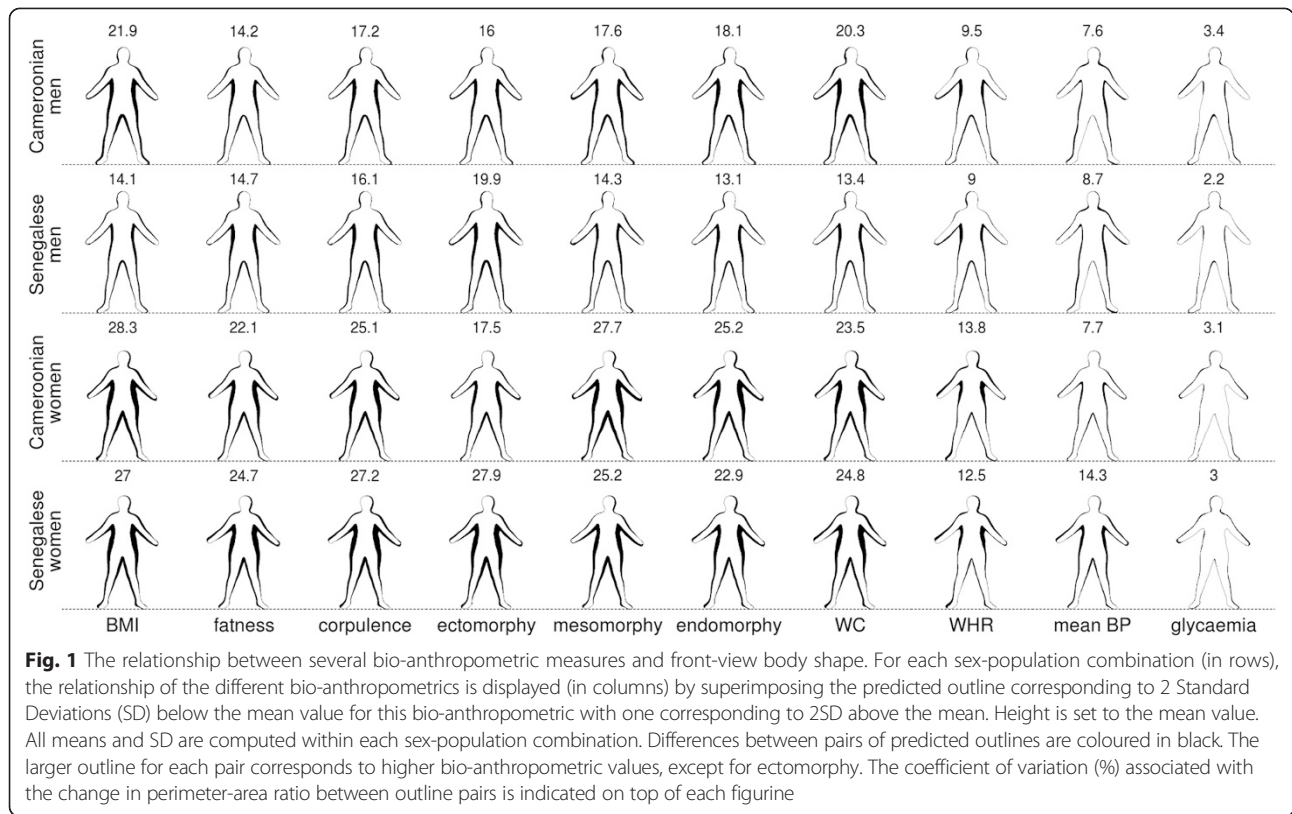 21.9 14.2 17.2 16 17.6 18.1 20.3 9.5 7.6 3.4
Cameroonian
men
14.1 14.7 16.1 19.9 14.3 13.1 13.4 9 8.7 2.2
Senegalese
men
28.3 22.1 25.1 17.5 27.7 25.2 23.5 13.8 7.7 3.1
Cameroonian
women
27 24.7 27.2 27.9 25.2 22.9 24.8 12.5 14.3 3
Senegalese
women
BMI fatness corpulence ectomorphy mesomorphy endomorphy WC WHR mean BP glycaemia
Fig. 1 The relationship between several bio-anthropometric measures and front-view body shape. For each sex-population combination (in rows),
the relationship of the different bio-anthropometrics is displayed (in columns) by superimposing the predicted outline corresponding to 2 Standard
Deviations (SD) below the mean value for this bio-anthropometric with one corresponding to 2SD above the mean. Height is set to the mean value.
All means and SD are computed within each sex-population combination. Differences between pairs of predicted outlines are coloured in black. The
larger outline for each pair corresponds to higher bio-anthropometric values, except for ectomorphy. The coefficient of variation (%) associated with
the change in perimeter-area ratio between outline pairs is indicated on top of each figurine